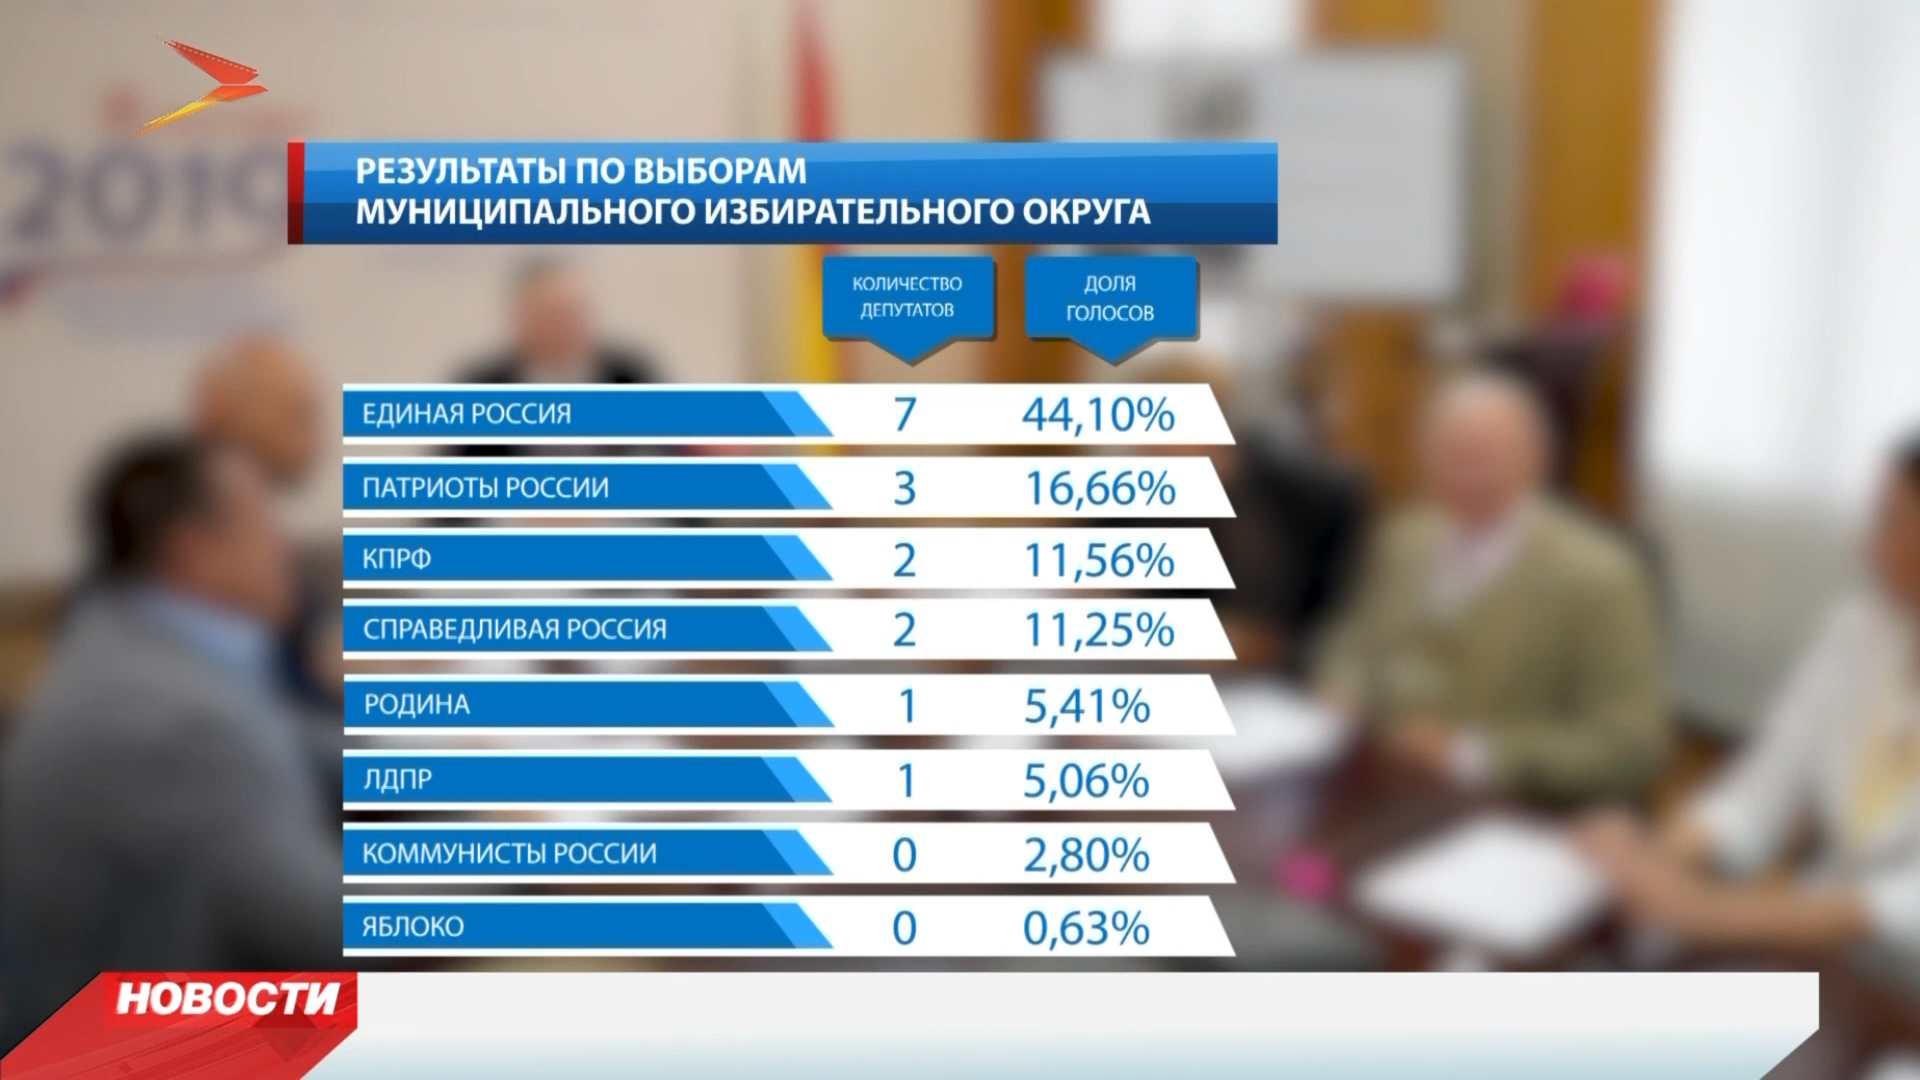 2019
РЕЗУЛЬТАТЫ ПО ВЫБОРАМ
МУНИЦИПАЛЬНОГО ИЗБИРАТЕЛЬНОГО ОКРУГА
КОЛИЧЕСТВО ДЕПУТАТОВ
ДОЛЯ ГОЛОСОВ
ЕДИНАЯ РОССИЯ 7 44,10%
ПАТРИОТЫ РОССИИ 3 16,66%
КПРФ 2 11,56%
СПРАВЕДЛИВАЯ РОССИЯ 2 11,25%
РОДИНА 1 5,41%
ЛДПР 1 5,06%
КОММУНИСТЫ РОССИИ 0 2,80%
ЯБЛОКО 0 0,63%
НОВОСТИ